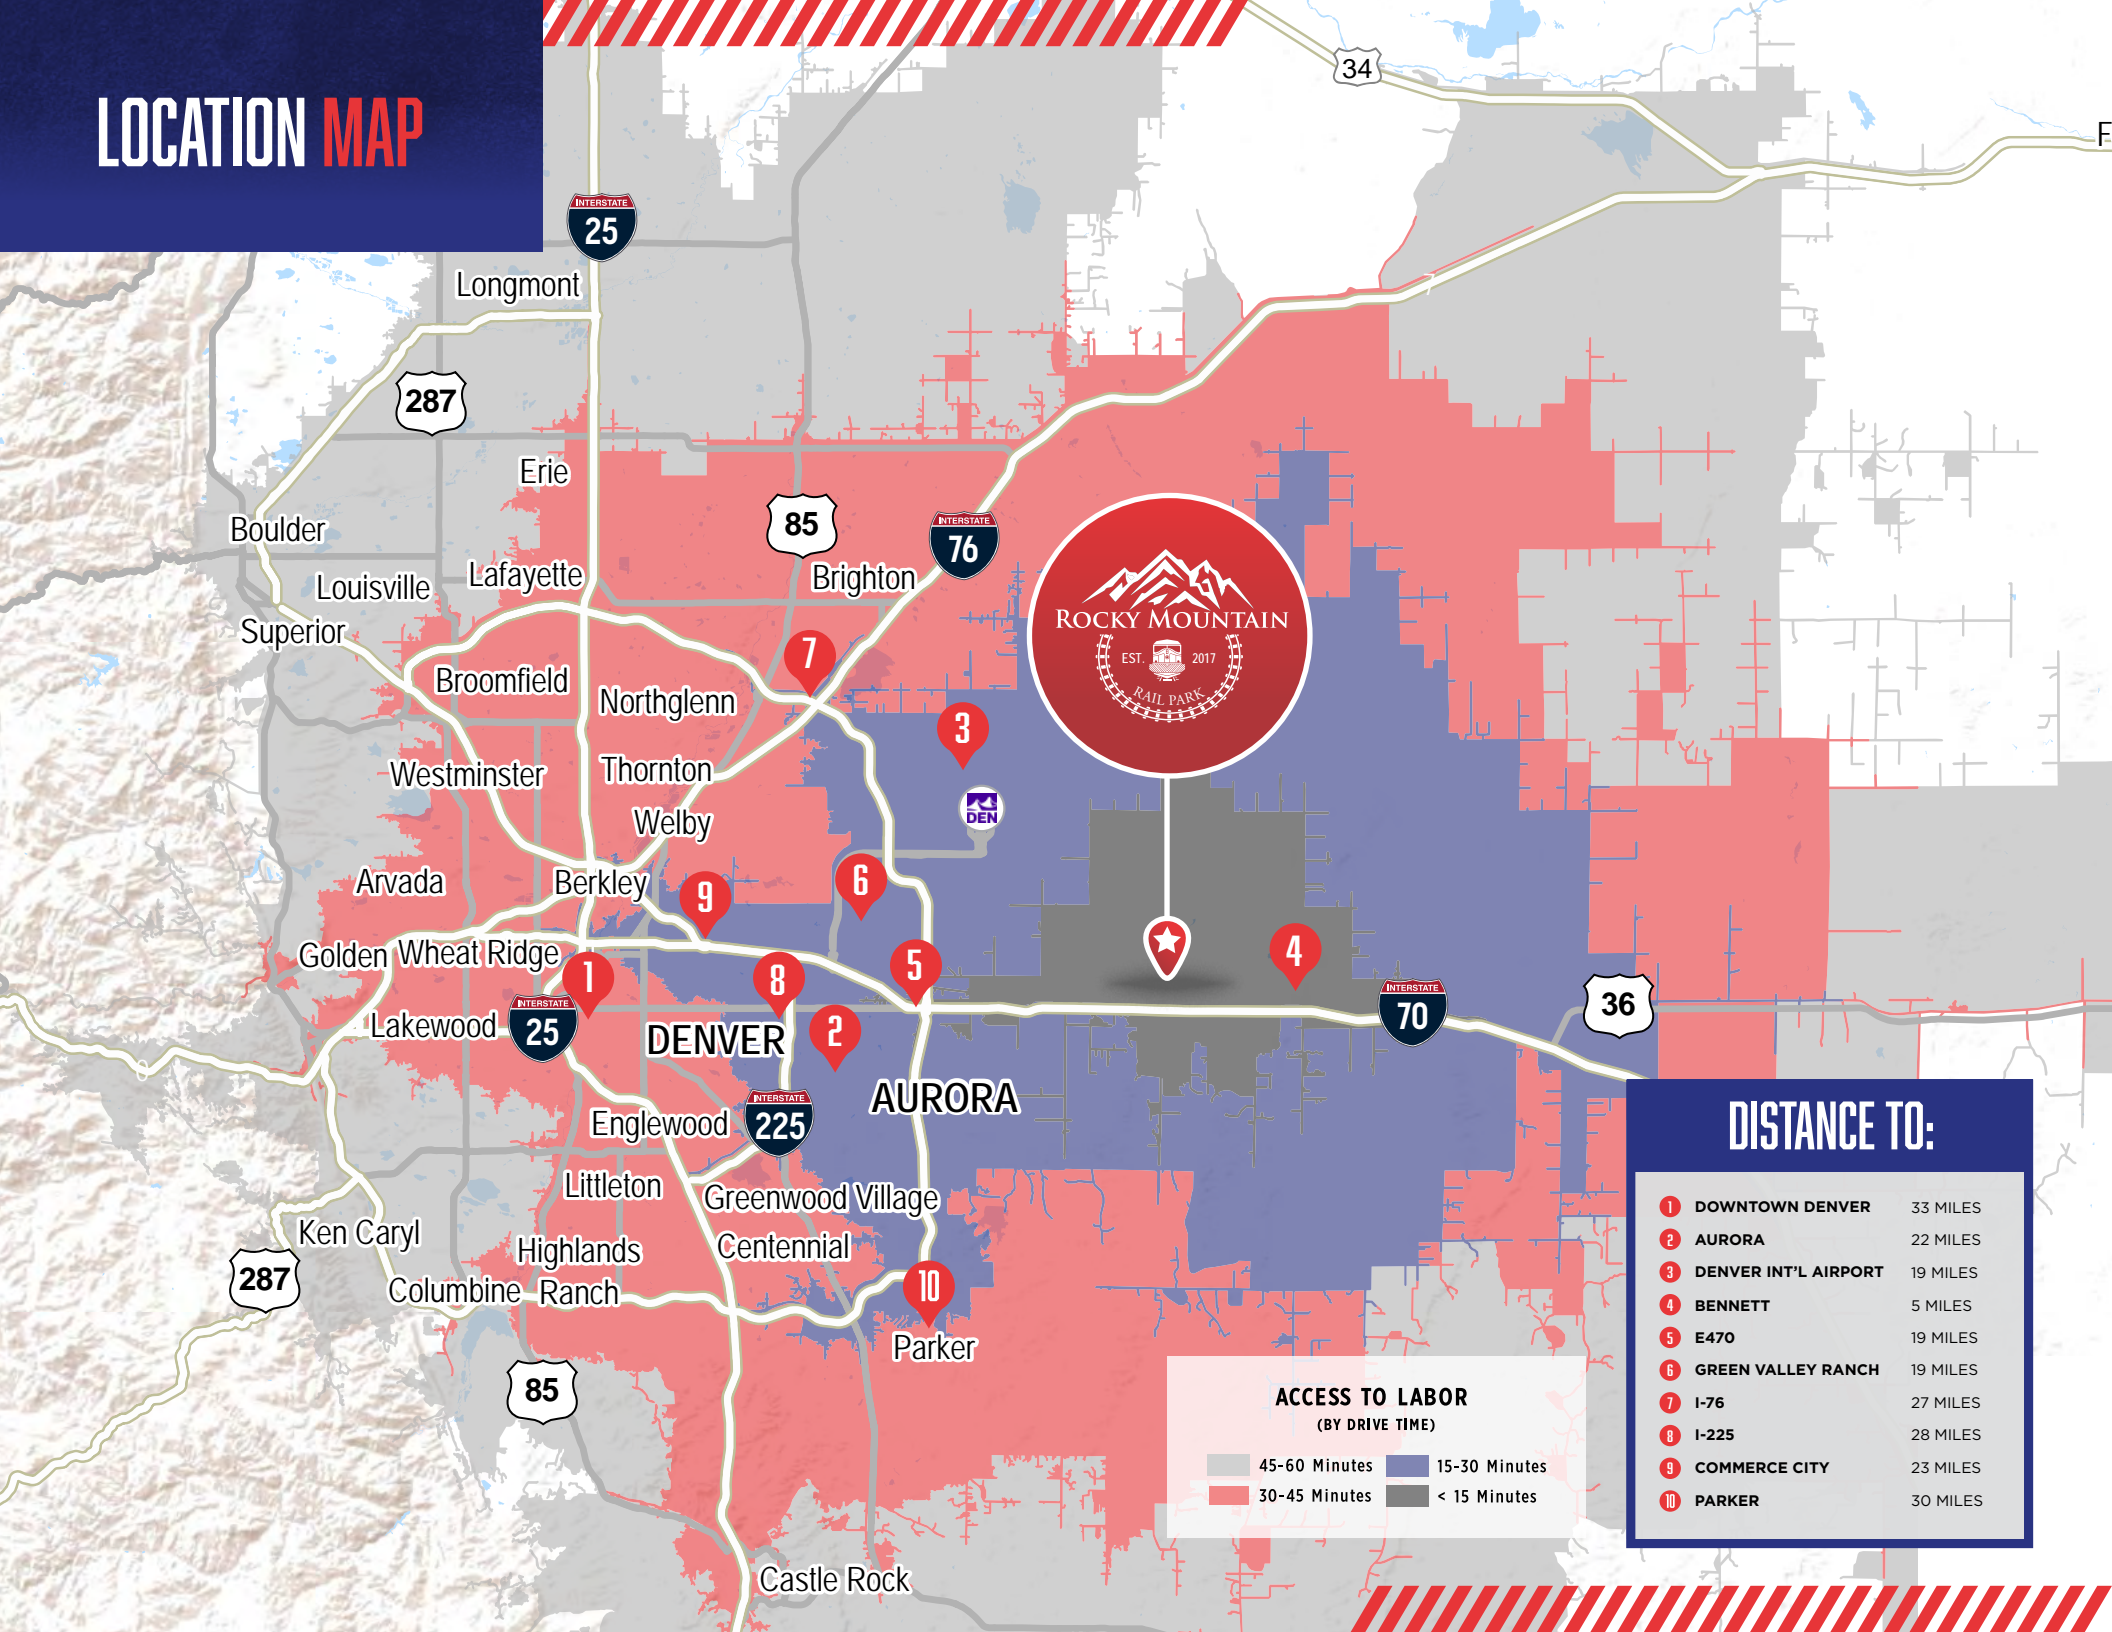 LOCATION MAP
34
F
INTERSTATE
25
Longmont
7
287
Erie
85
INTERSTATE
76
Boulder
Brighton
Louisville
Lafayette
Superior
ROCKY MOUNTAIN
EST. 2017
RAIL PARK
7
Broomfield
Northglenn
3
Westminster
Thornton
DEN
Welby
Arvada
Berkley
9
6
Golden
Wheat Ridge
1
8
5
4
INTERSTATE
25
Lakewood
DENVER
2
INTERSTATE
70
36
AURORA
INTERSTATE
225
Englewood
Littleton
Greenwood Village
Ken Caryl
Highlands
Ranch
Centennial
287
Columbine
10
Parker
85
Castle Rock
ACCESS TO LABOR
(BY DRIVE TIME)
45-60 Minutes
15-30 Minutes
30-45 Minutes
< 15 Minutes
DISTANCE TO:
1 DOWNTOWN DENVER 33 MILES
2 AURORA 22 MILES
3 DENVER INT'L AIRPORT 19 MILES
4 BENNETT 5 MILES
5 E470 19 MILES
6 GREEN VALLEY RANCH 19 MILES
7 I-76 27 MILES
8 I-225 28 MILES
9 COMMERCE CITY 23 MILES
10 PARKER 30 MILES